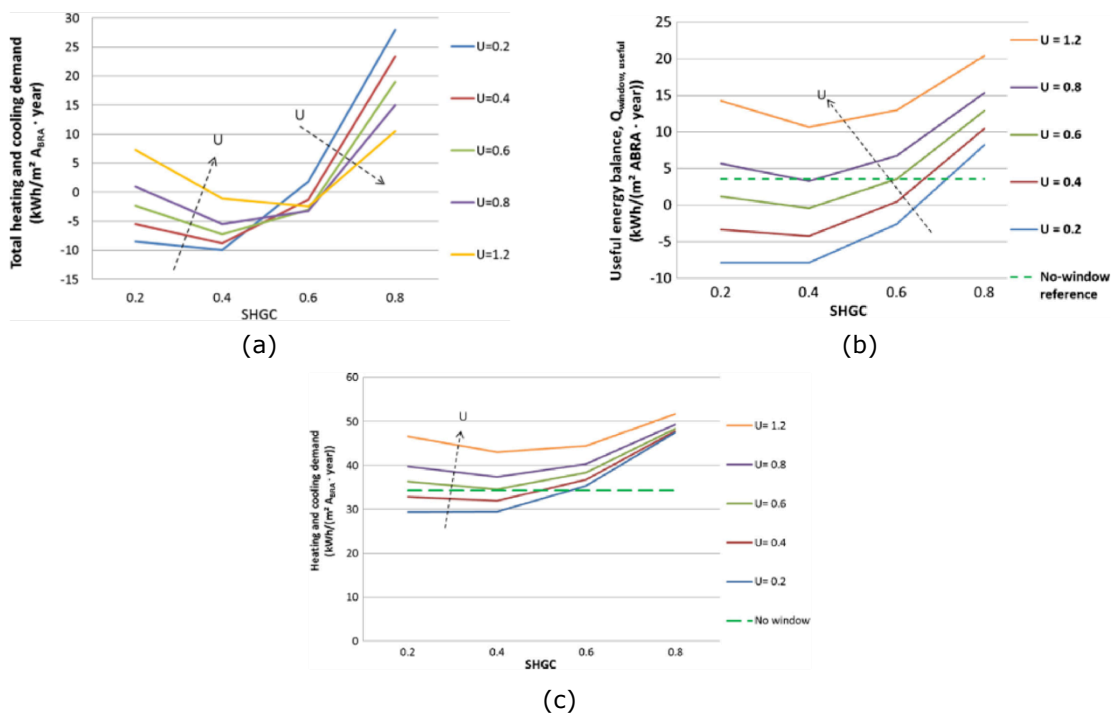 Total heating and cooling demand
(kWh/m² A_BRA · year)
30
25
20
15
10
5
0
-5
-10
-15
0.2 0.4 0.6 0.8
SHGC
U
U
U=0.2
U=0.4
U=0.6
U=0.8
U=1.2
(a)
Useful energy balance, Q_window, useful
(kWh/(m² ABRA · year))
25
20
15
10
5
0
-5
-10
0.2 0.4 0.6 0.8
SHGC
U
U = 1.2
U = 0.8
U = 0.6
U = 0.4
U = 0.2
No-window
reference
(b)
Heating and cooling demand
(kWh/(m² A_BRA · year))
60
50
40
30
20
10
0
0.2 0.4 0.6 0.8
SHGC
U
U= 1.2
U= 0.8
U= 0.6
U= 0.4
U= 0.2
No window
(c)